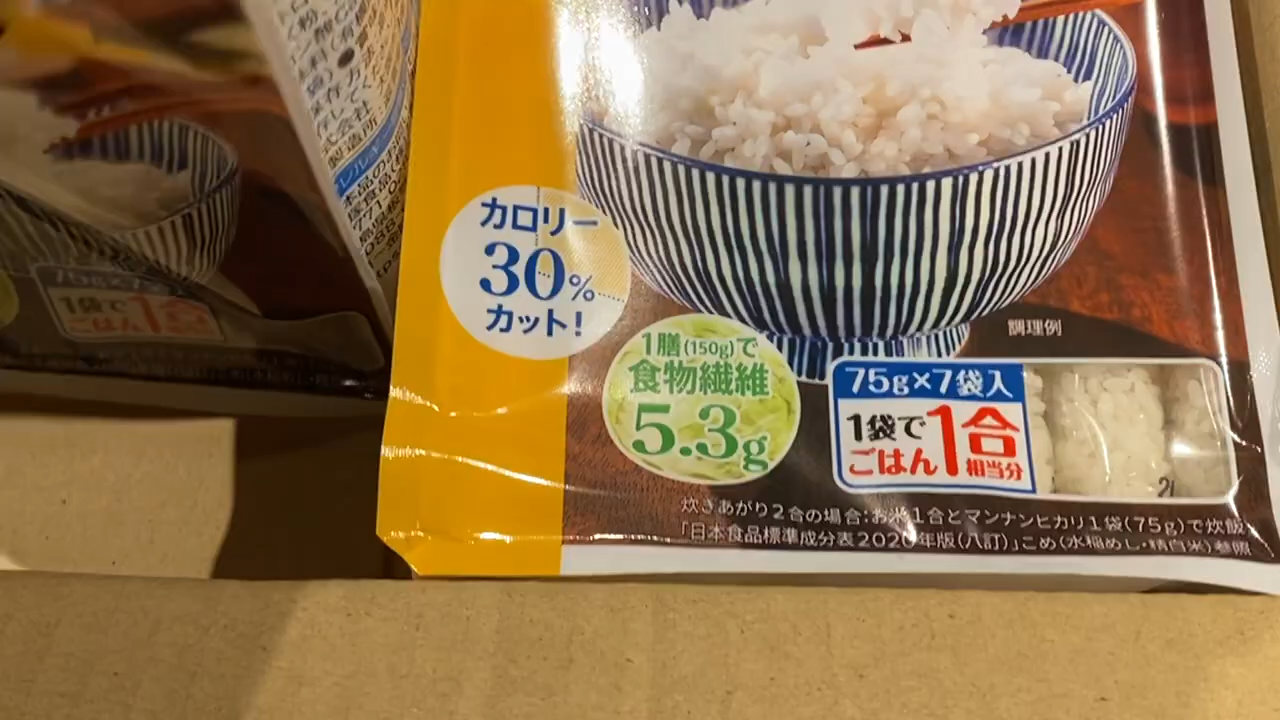 カロリー
30%
カット!
1膳(150g)で
食物繊維
5.3g
調理例
75g×7袋入
1袋で
ごはん
1合
相当分
炊きあがり2合の場合:お米1合とマンナンヒカリ1袋(75g)で炊飯
「日本食品標準成分表2020年版(八訂)」こめ(水稲めし・精白米)参照
1袋で
ごはん1合